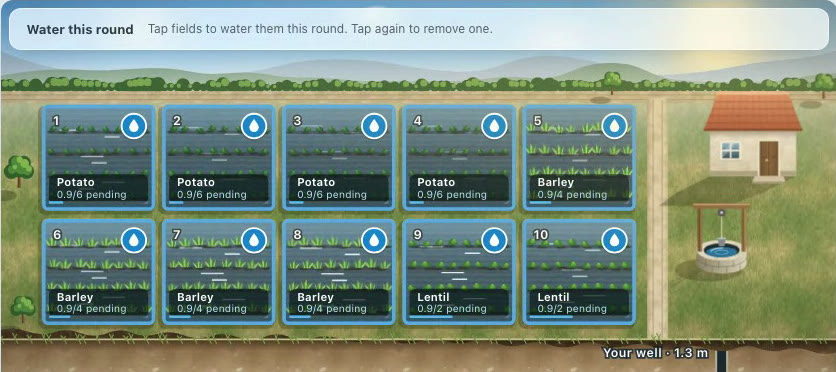 Water this round Tap fields to water them this round. Tap again to remove one.
1 2 3 4 5
Potato Potato Potato Potato Barley
0.9/6 pending 0.9/6 pending 0.9/6 pending 0.9/6 pending 0.9/4 pending
6 7 8 9 10
Barley Barley Barley Lentil Lentil
0.9/4 pending 0.9/4 pending 0.9/4 pending 0.9/2 pending 0.9/2 pending
Your well · 1.3 m